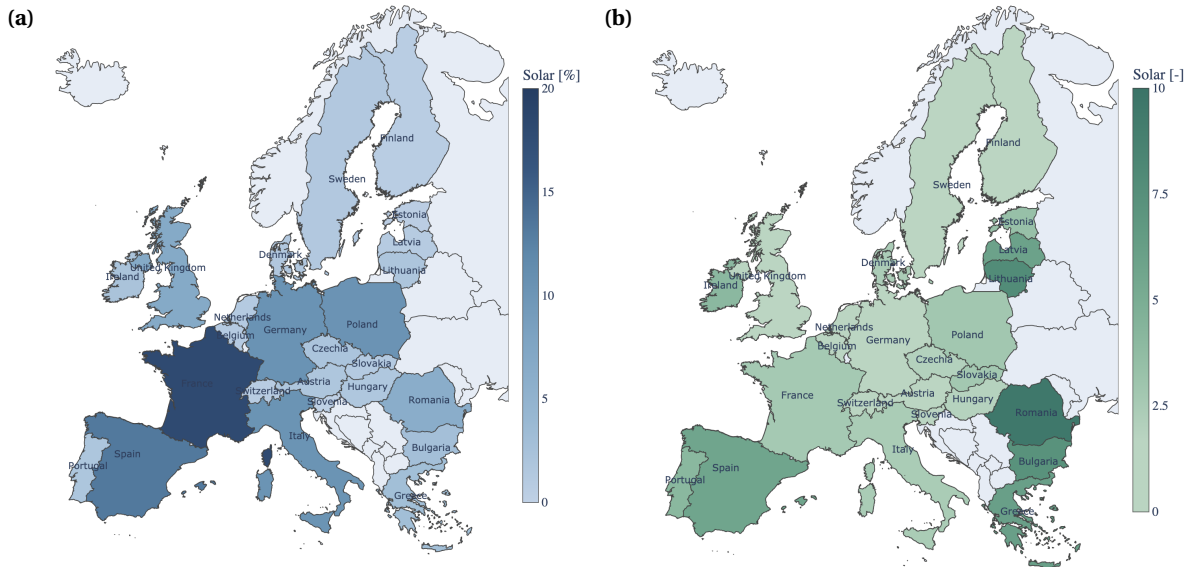 (a)
Solar [%]
20
15
10
5
0
Finland
Sweden
Estonia
Latvia
Lithuania
Denmark
United Kingdom
Ireland
Netherlands
Belgium
Germany
Poland
Czechia
Slovakia
France
Switzerland
Austria
Hungary
Slovenia
Romania
Italy
Bulgaria
Portugal
Spain
Greece
(b)
Solar [-]
10
7.5
5
2.5
0
Finland
Sweden
Estonia
Latvia
Lithuania
Denmark
United Kingdom
Ireland
Netherlands
Belgium
Germany
Poland
Czechia
Slovakia
France
Switzerland
Austria
Hungary
Slovenia
Romania
Italy
Bulgaria
Portugal
Spain
Greece